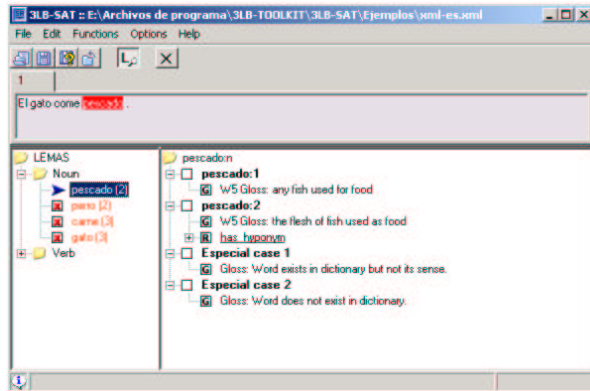 3LB-SAT :: E:\Archivos de programa\3LB-TOOLKIT\3LB-SAT\Ejemplos\xml-es.xml
File Edit Functions Options Help
L
1
El gato come pescado .
LEMAS
Noun
pescado (2)
perro (2)
carne (3)
gato (3)
Verb
pescado:n
pescado:1
G W5 Gloss: any fish used for food
pescado:2
G W5 Gloss: the flesh of fish used as food
R has_hyponym
Especial case 1
G Gloss: Word exists in dictionary but not its sense.
Especial case 2
G Gloss: Word does not exist in dictionary.